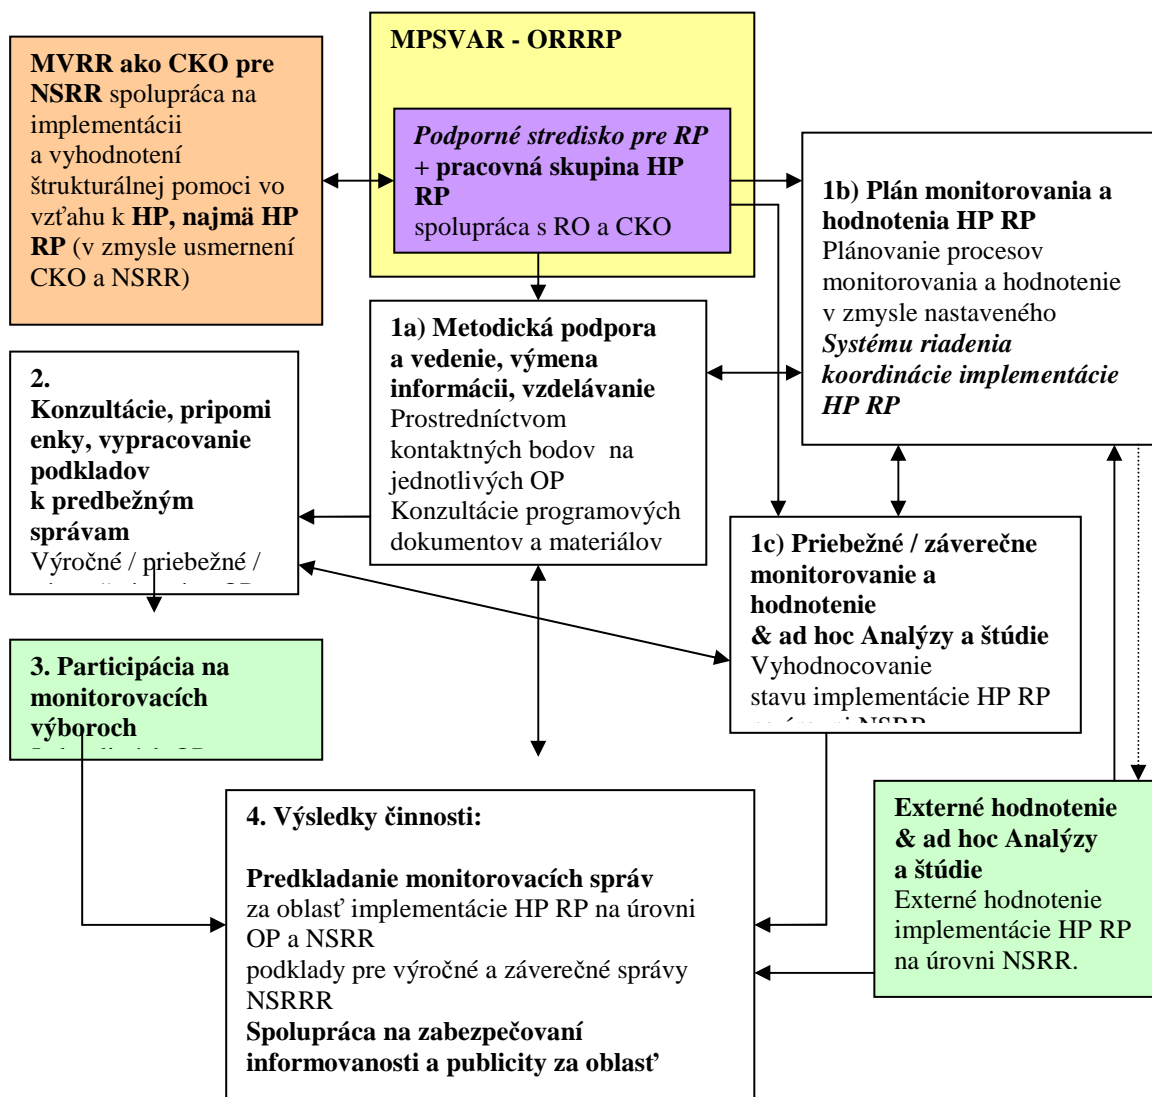 MVRR ako CKO pre
NSRR spolupráca na
implementácii
a vyhodnotení
štrukturálnej pomoci vo
vzťahu k HP, najmä HP
RP (v zmysle usmernení
CKO a NSRR)
MPSVAR - ORRRP
Podporné stredisko pre RP
+ pracovná skupina HP
RP
spolupráca s RO a CKO
1b) Plán monitorovania a
hodnotenia HP RP
Plánovanie procesov
monitorovania a hodnotenie
v zmysle nastaveného
Systému riadenia
koordinácie implementácie
HP RP
1a) Metodická podpora
a vedenie, výmena
informácii, vzdelávanie
Prostredníctvom
kontaktných bodov na
jednotlivých OP
Konzultácie programových
dokumentov a materiálov
2.
Konzultácie, pripomi
enky, vypracovanie
podkladov
k predbežným
správam
Výročné / priebežné /
1c) Priebežné / záverečne
monitorovanie a
hodnotenie
& ad hoc Analýzy a štúdie
Vyhodnocovanie
stavu implementácie HP RP
na úrovni NSRR
3. Participácia na
monitorovacích
výboroch
4. Výsledky činnosti:
Predkladanie monitorovacích správ
za oblasť implementácie HP RP na úrovni
OP a NSRR
podklady pre výročné a záverečné správy
NSRRR
Spolupráca na zabezpečovaní
informovanosti a publicity za oblasť
Externé hodnotenie
& ad hoc Analýzy
a štúdie
Externé hodnotenie
implementácie HP RP
na úrovni NSRR.